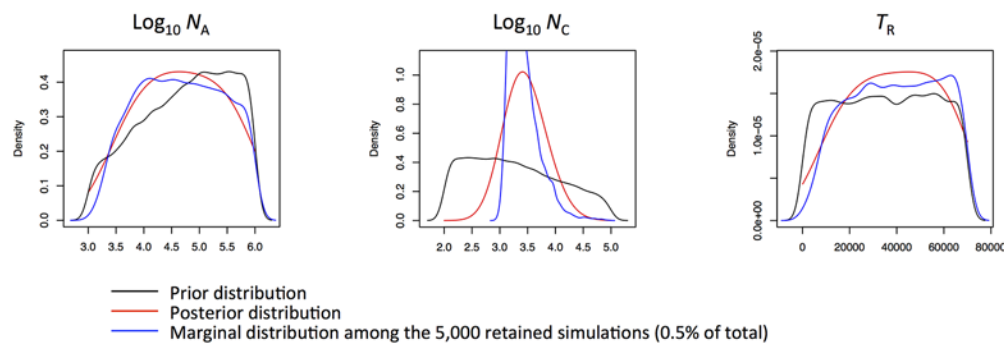 Log₁₀ N_A
Log₁₀ N_C
T_R
Density
0.0 0.1 0.2 0.3 0.4
3.0 3.5 4.0 4.5 5.0 5.5 6.0
Density
0.0 0.2 0.4 0.6 0.8 1.0
2.0 2.5 3.0 3.5 4.0 4.5 5.0
Density
0.0e+00 1.0e-05 2.0e-05
0 20000 40000 60000 80000
Prior distribution
Posterior distribution
Marginal distribution among the 5,000 retained simulations (0.5% of total)